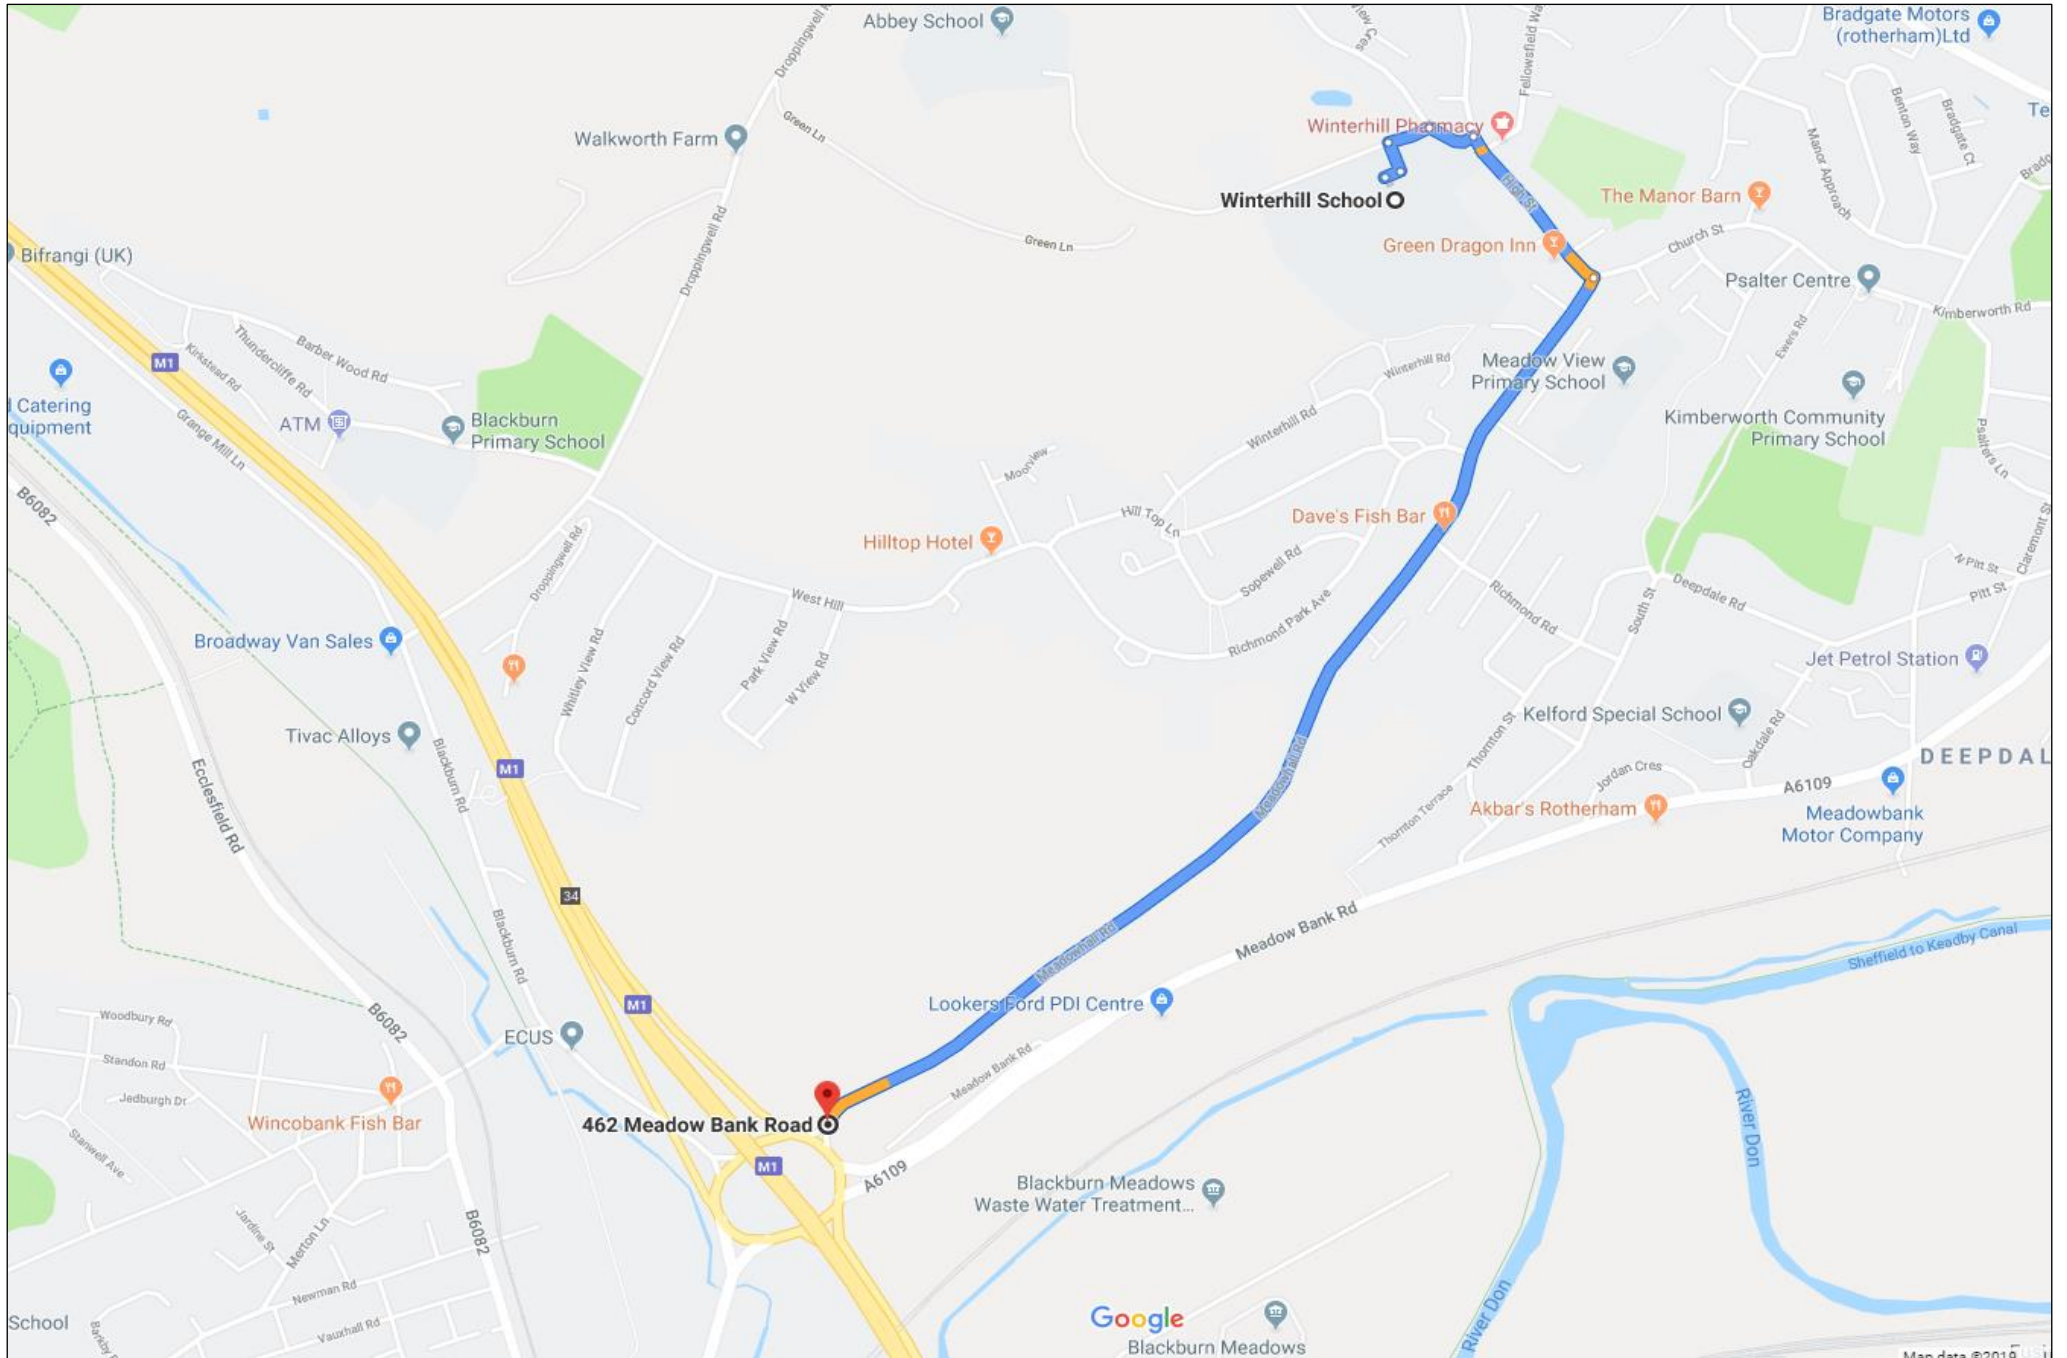 Abbey School
Bradgate Motors
(rotherham)Ltd
Droppingwell
Fellowsfield
Green Ln
Walkworth Farm
Winterhill Pharmacy
Benton Way
Bradgate Ct
Manor Approach
Winterhill School
High St
The Manor Barn
Droppingwell Rd
Green Ln
Green Dragon Inn
Church St
Bifrangi (UK)
Psalter Centre
Kimberworth Rd
M1
Kirkstead Rd
Thundercliffe Rd
Barber Wood Rd
Ewers Rd
Winterhill Rd
Meadow View
Primary School
Catering
ATM
Blackburn
Primary School
Grange Mill Ln
Winterhill Rd
Kimberworth Community
Primary School
Psalters Ln
Moorview
B6082
Hill Top Ln
Dave's Fish Bar
Hilltop Hotel
Claremont
N Pitt St
Droppingwell Rd
Sopewell Rd
West Hill
Richmond Rd
Deepdale Rd
Pitt St
South St
Richmond Park Ave
Broadway Van Sales
Park View Rd
W View Rd
Whitley View Rd
Concord View Rd
Jet Petrol Station
Tivac Alloys
Thornton St
Kelford Special School
Oakdale Rd
M1
Blackburn Rd
Meadowhall Rd
Jordan Cres
DEEPDAL
A6109
Ecclesfield Rd
Thornton Terrace
Akbar's Rotherham
Meadowbank
Motor Company
34
Blackburn Rd
Meadowhall Rd
Meadow Bank Rd
Sheffield to Keadby Canal
M1
Lookers Ford PDI Centre
Woodbury Rd
B6082
ECUS
Standon Rd
Meadow Bank Rd
Jedburgh Dr
Wincobank Fish Bar
462 Meadow Bank Road
River Don
Stanwell Ave
M1
A6109
Blackburn Meadows
Waste Water Treatment...
Jardine St
Merton Ln
B6082
Newman Rd
School
Vauxhall Rd
Google
River Don
Blackburn Meadows
Map data ©2019